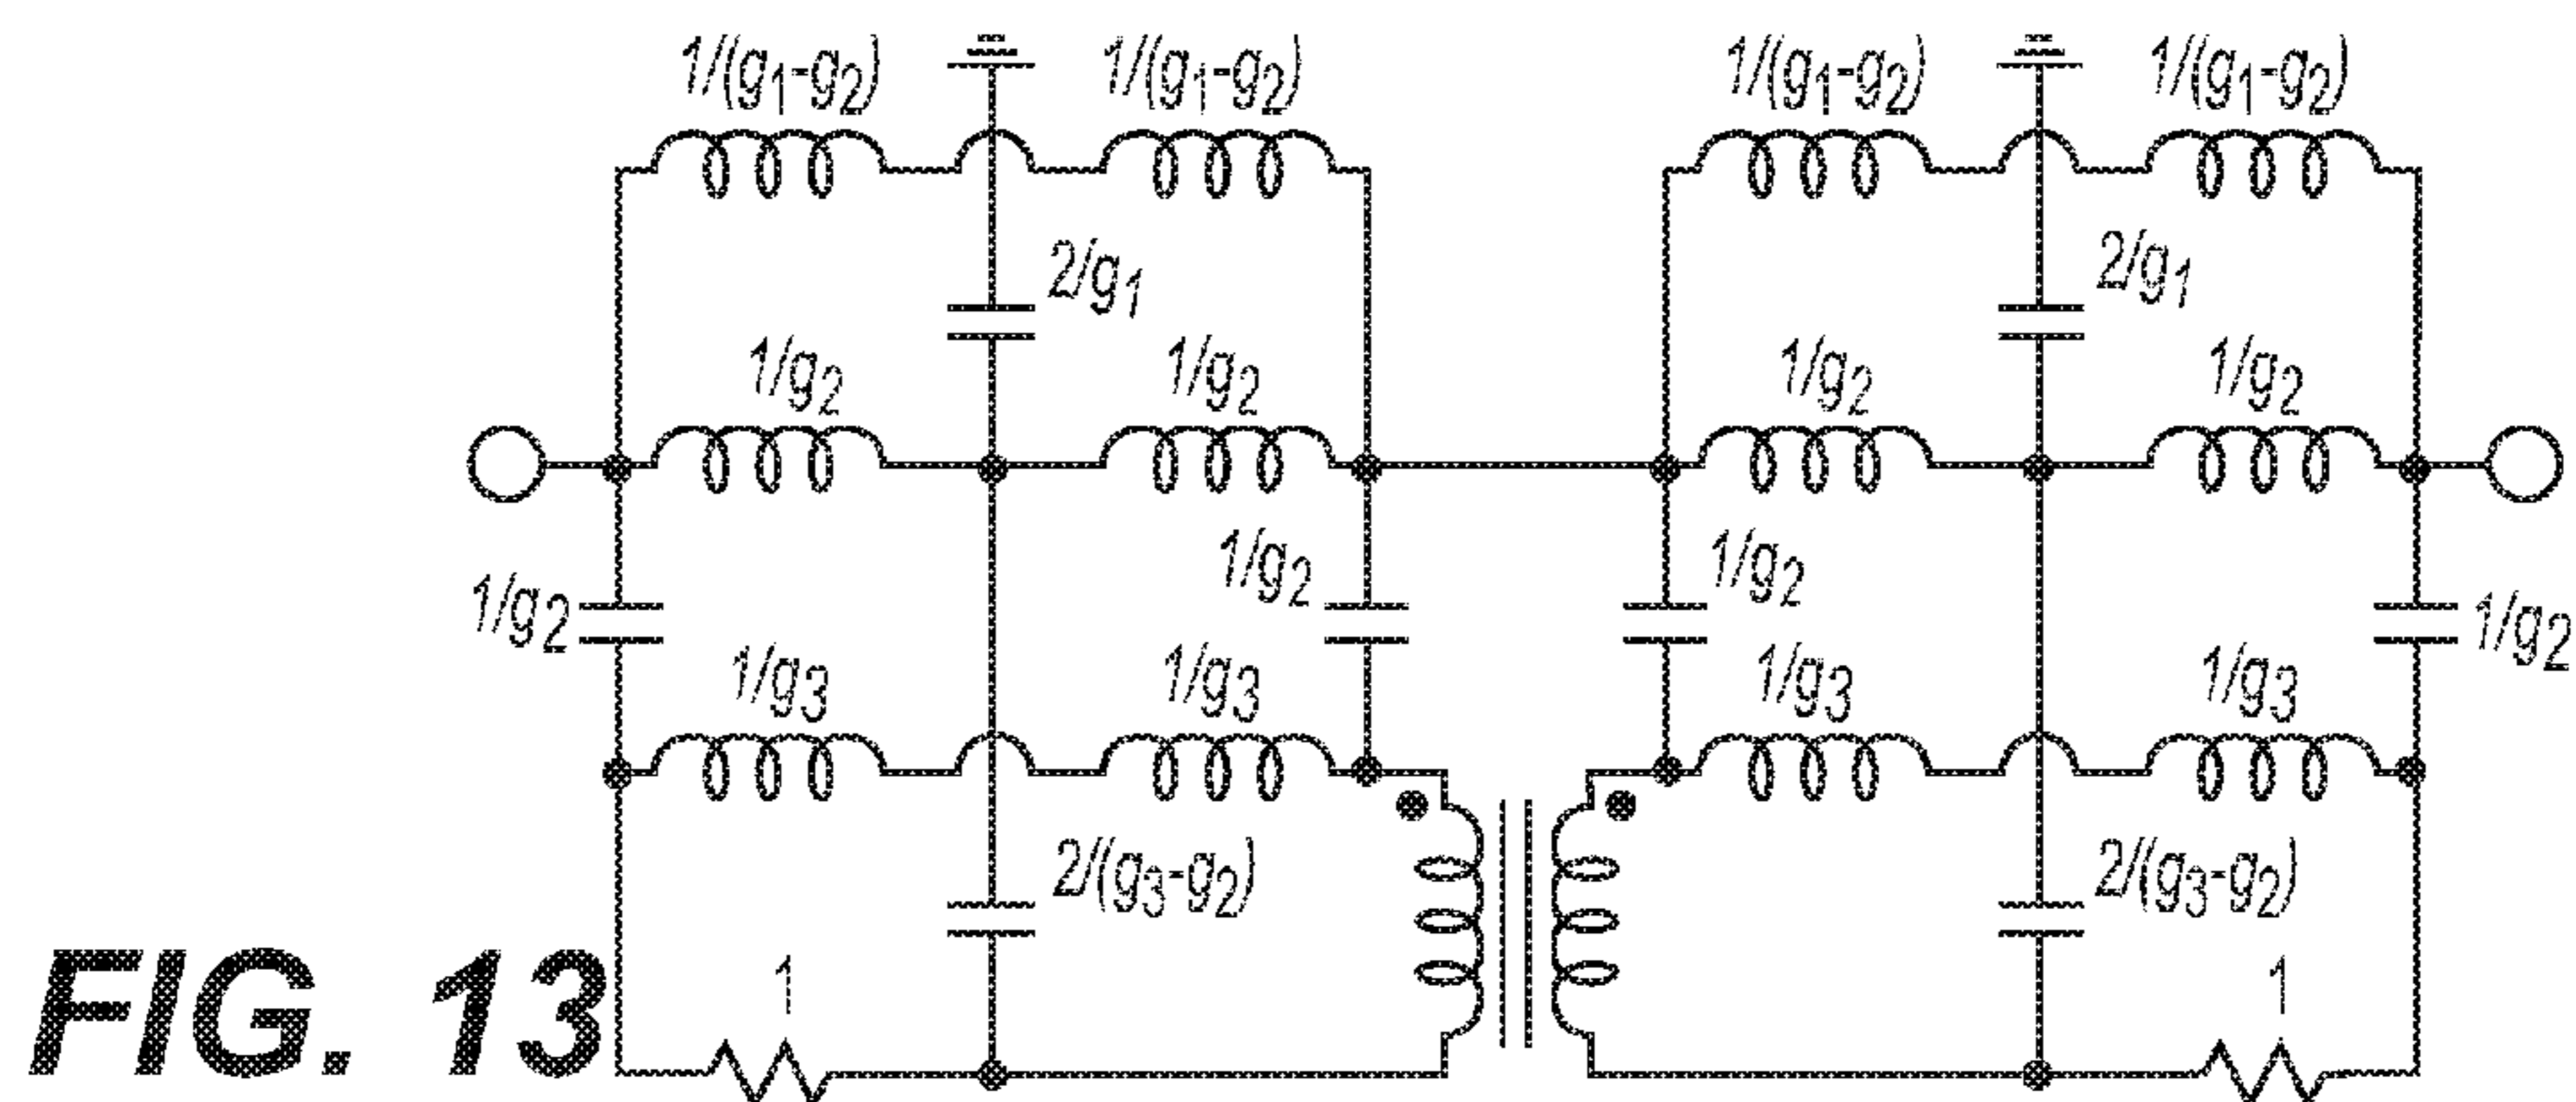 1/(g1-g2) 1/(g1-g2) 1/(g1-g2) 1/(g1-g2)
2/g1 2/g1
1/g2 1/g2 1/g2 1/g2
1/g2 1/g2 1/g2 1/g2
1/g3 1/g3 1/g3 1/g3
2/(g3-g2) 2/(g3-g2)
1 1
FIG. 13